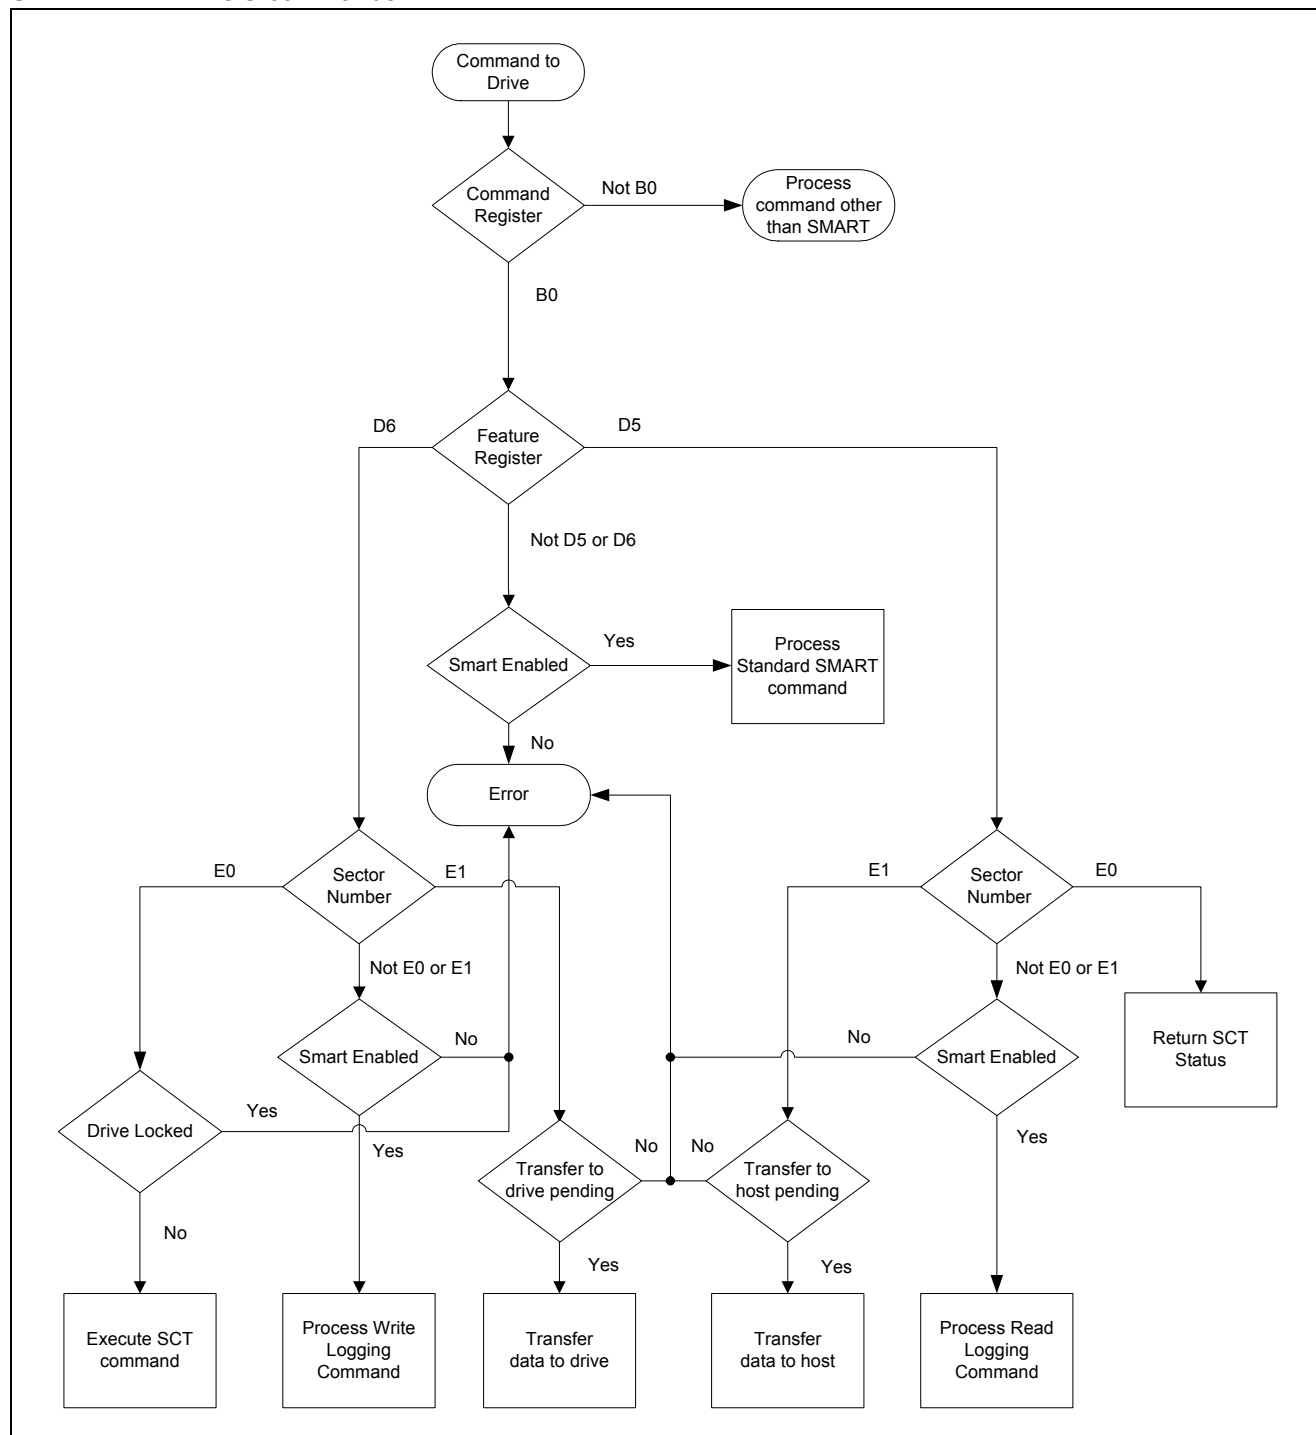 Command to
Drive
Command
Register
Not B0
Process
command other
than SMART
B0
D6
Feature
Register
D5
Not D5 or D6
Smart Enabled
Yes
Process
Standard SMART
command
No
Error
E0
Sector
Number
E1
E1
Sector
Number
E0
Not E0 or E1
Not E0 or E1
Smart Enabled
No
No
Smart Enabled
Return SCT
Status
Drive Locked
Yes
Yes
Transfer to
drive pending
No
No
Transfer to
host pending
Yes
No
Yes
Yes
Execute SCT
command
Process Write
Logging
Command
Transfer
data to drive
Transfer
data to host
Process Read
Logging
Command